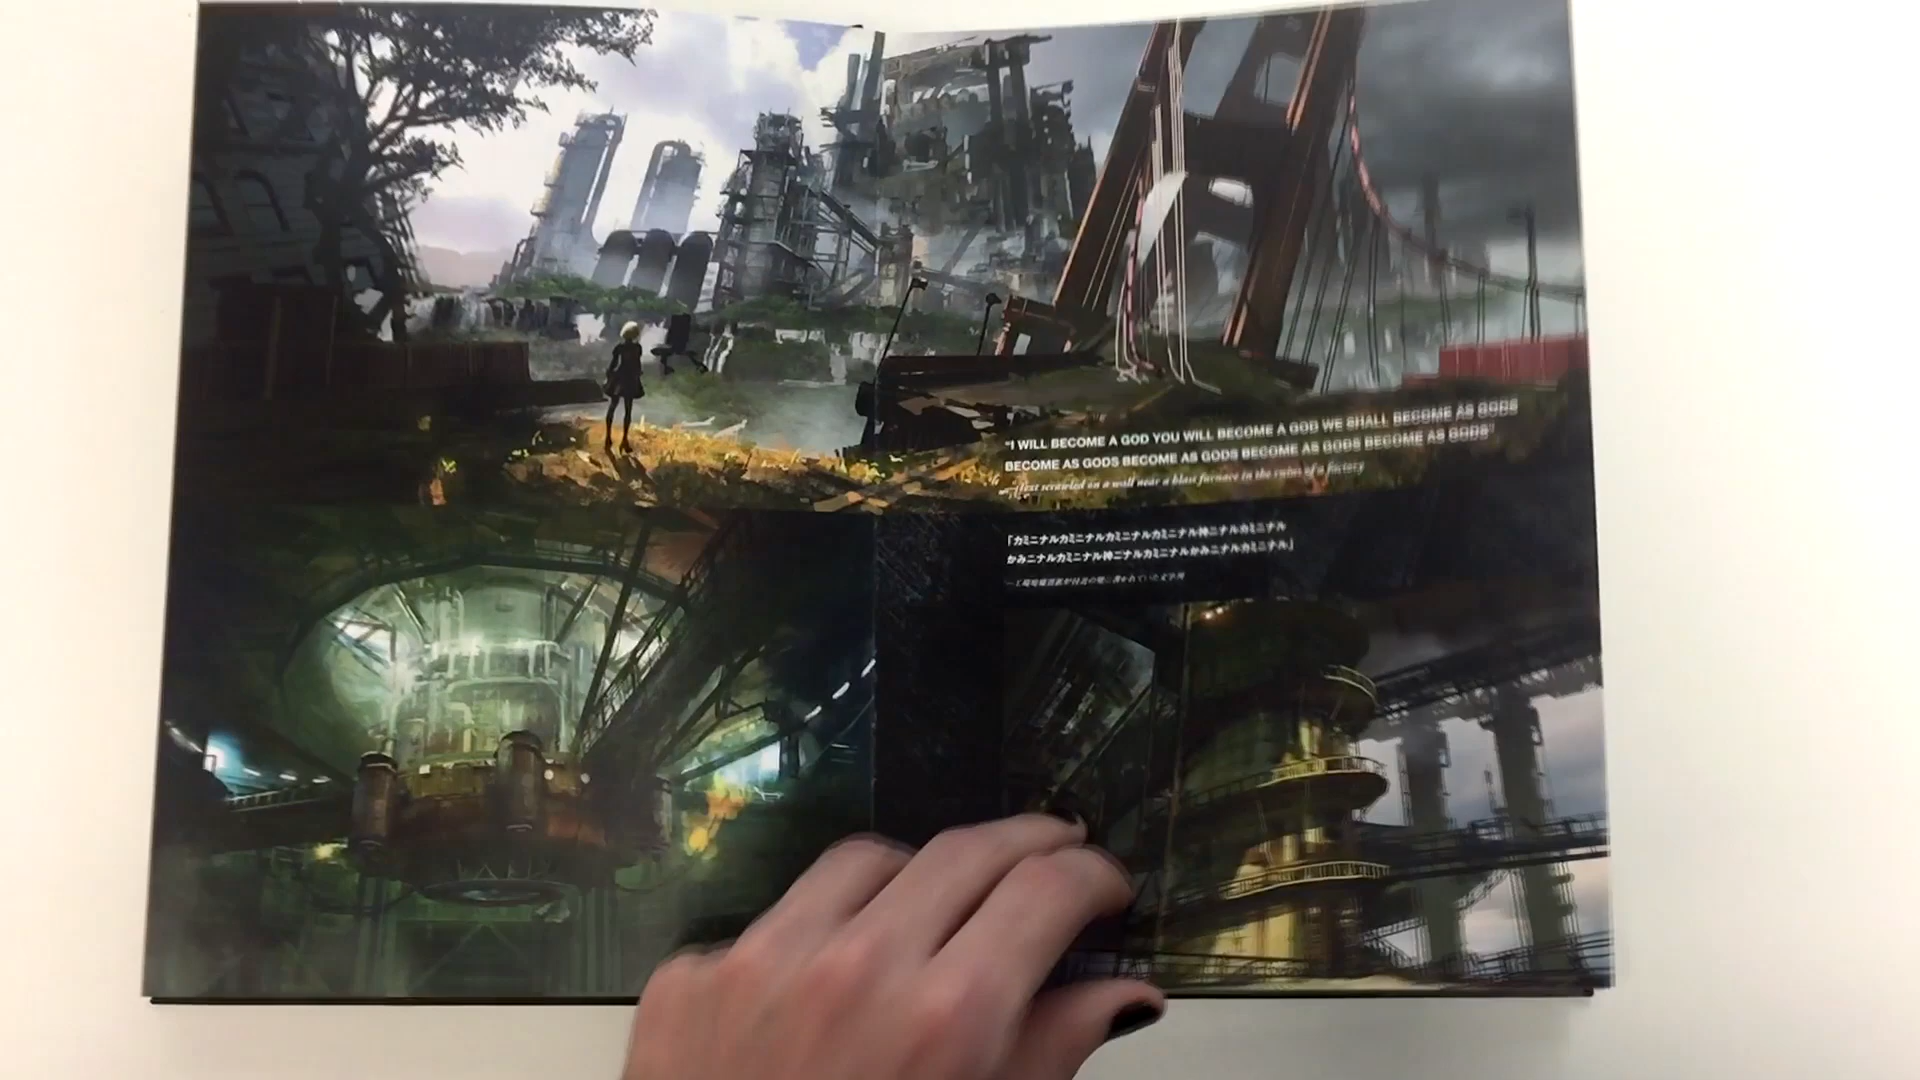 "I WILL BECOME A GOD YOU WILL BECOME A GOD WE SHALL BECOME AS GODS
BECOME AS GODS BECOME AS GODS BECOME AS GODS BECOME AS GODS"
—Text scrawled on a wall near a blast furnace in the ruins of a factory
「カミニナルカミニナルカミニナルカミニナル神ニナルカミニナル
かみニナルカミニナル神ニナルカミニナルかみニナルカミニナル」